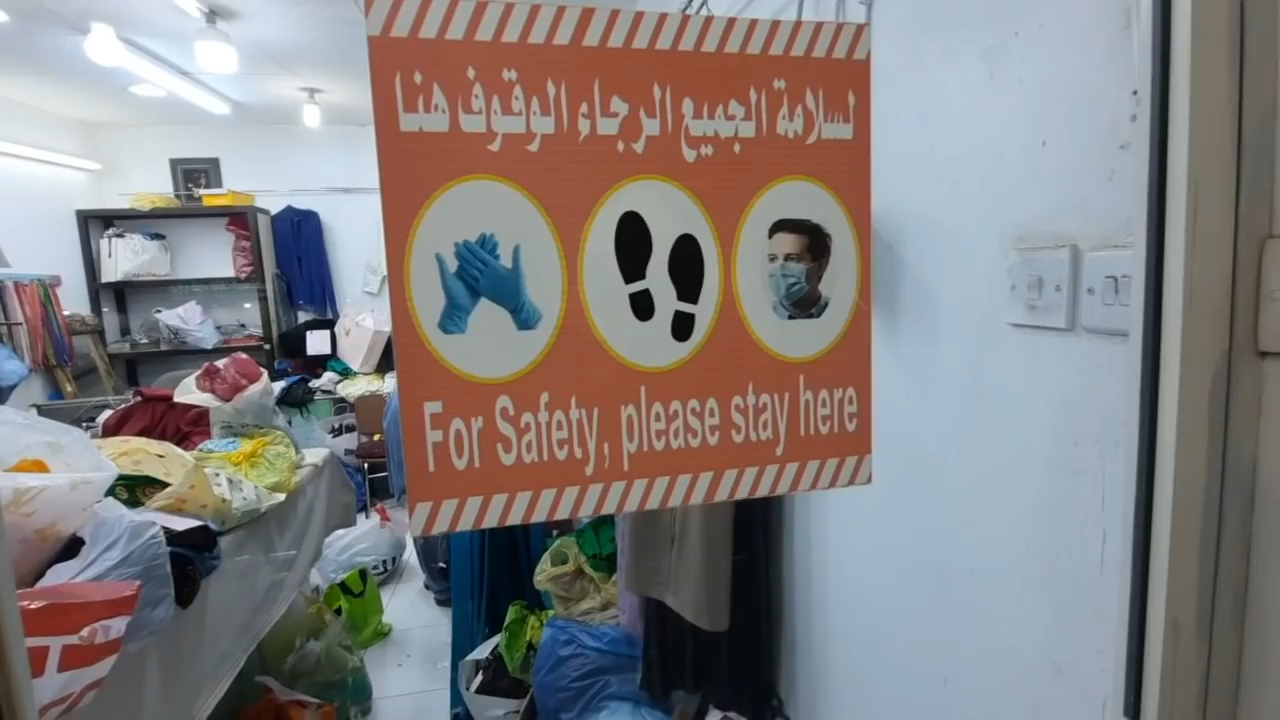 لسلامة الجميع الرجاء الوقوف هنا
For Safety, please stay here